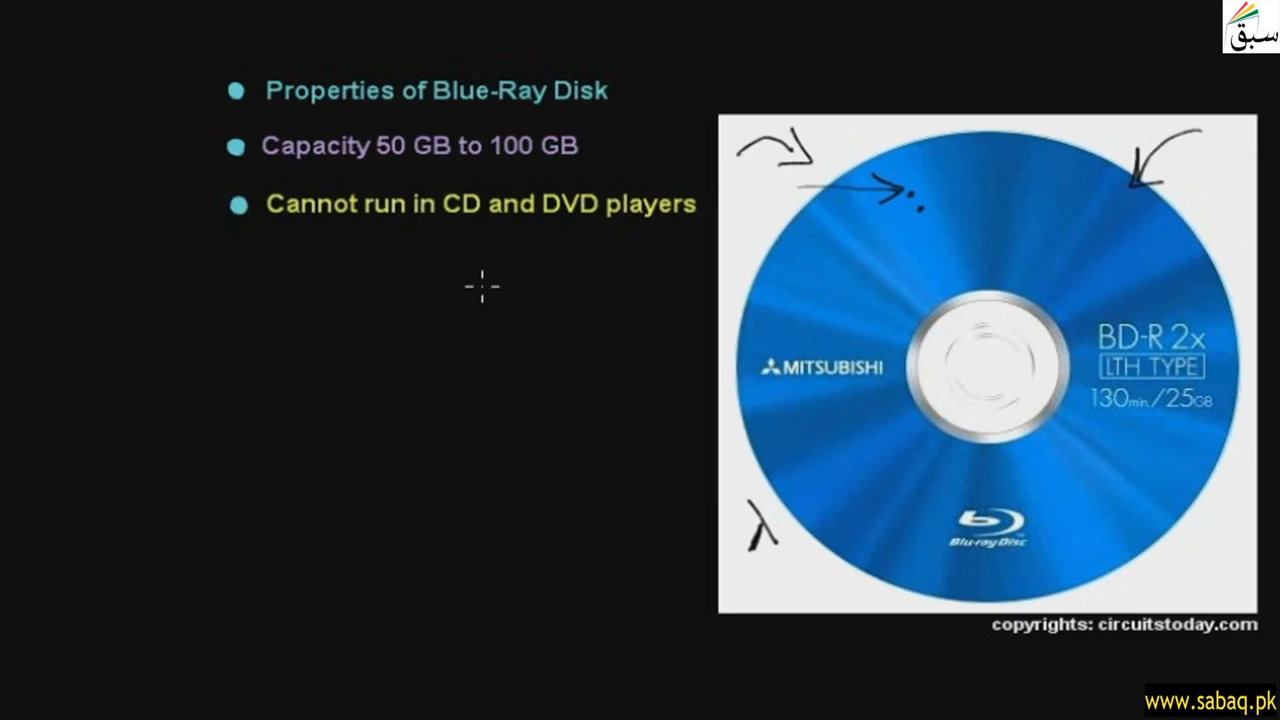 سبق
Properties of Blue-Ray Disk
Capacity 50 GB to 100 GB
Cannot run in CD and DVD players
MITSUBISHI
BD-R 2x
LTH TYPE
130min./25GB
Blu-ray Disc
λ
copyrights: circuitstoday.com
www.sabaq.pk